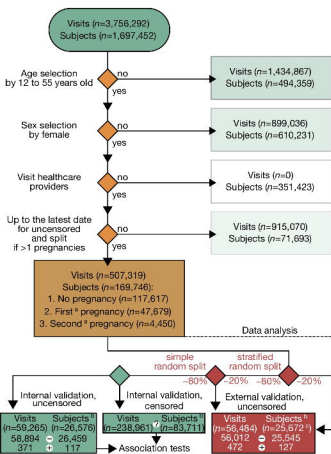 Visits (n=3,756,292)
Subjects (n=1,697,452)
Age selection
by 12 to 55 years old
no
yes
Visits (n=1,434,867)
Subjects (n=494,359)
Sex selection
by female
no
yes
Visits (n=899,036)
Subjects (n=610,231)
Visit healthcare
providers
no
yes
Visits (n=0)
Subjects (n=351,423)
Up to the latest date
for uncensored
and split
if >1 pregnancies
no
yes
Visits (n=915,070)
Subjects (n=71,693)
Visits (n=507,319)
Subjects (n=169,746):
1. No pregnancy (n=117,617)
2. First a pregnancy (n=47,679)
3. Second a pregnancy (n=4,450)
Data analysis
simple
random split
stratified
random split
~80%
~20%
~80%
~20%
Internal validation,
uncensored
Internal validation,
censored
External validation,
uncensored
Visits Subjects b
(n=59,265) (n=26,576)
58,894 − 26,459
371 + 117
Visits Subjects b
(n=238,961) (n=83,711)
Visits Subjects b
(n=56,484) (n=25,672 c)
56,012 − 25,545
472 + 127
Association tests